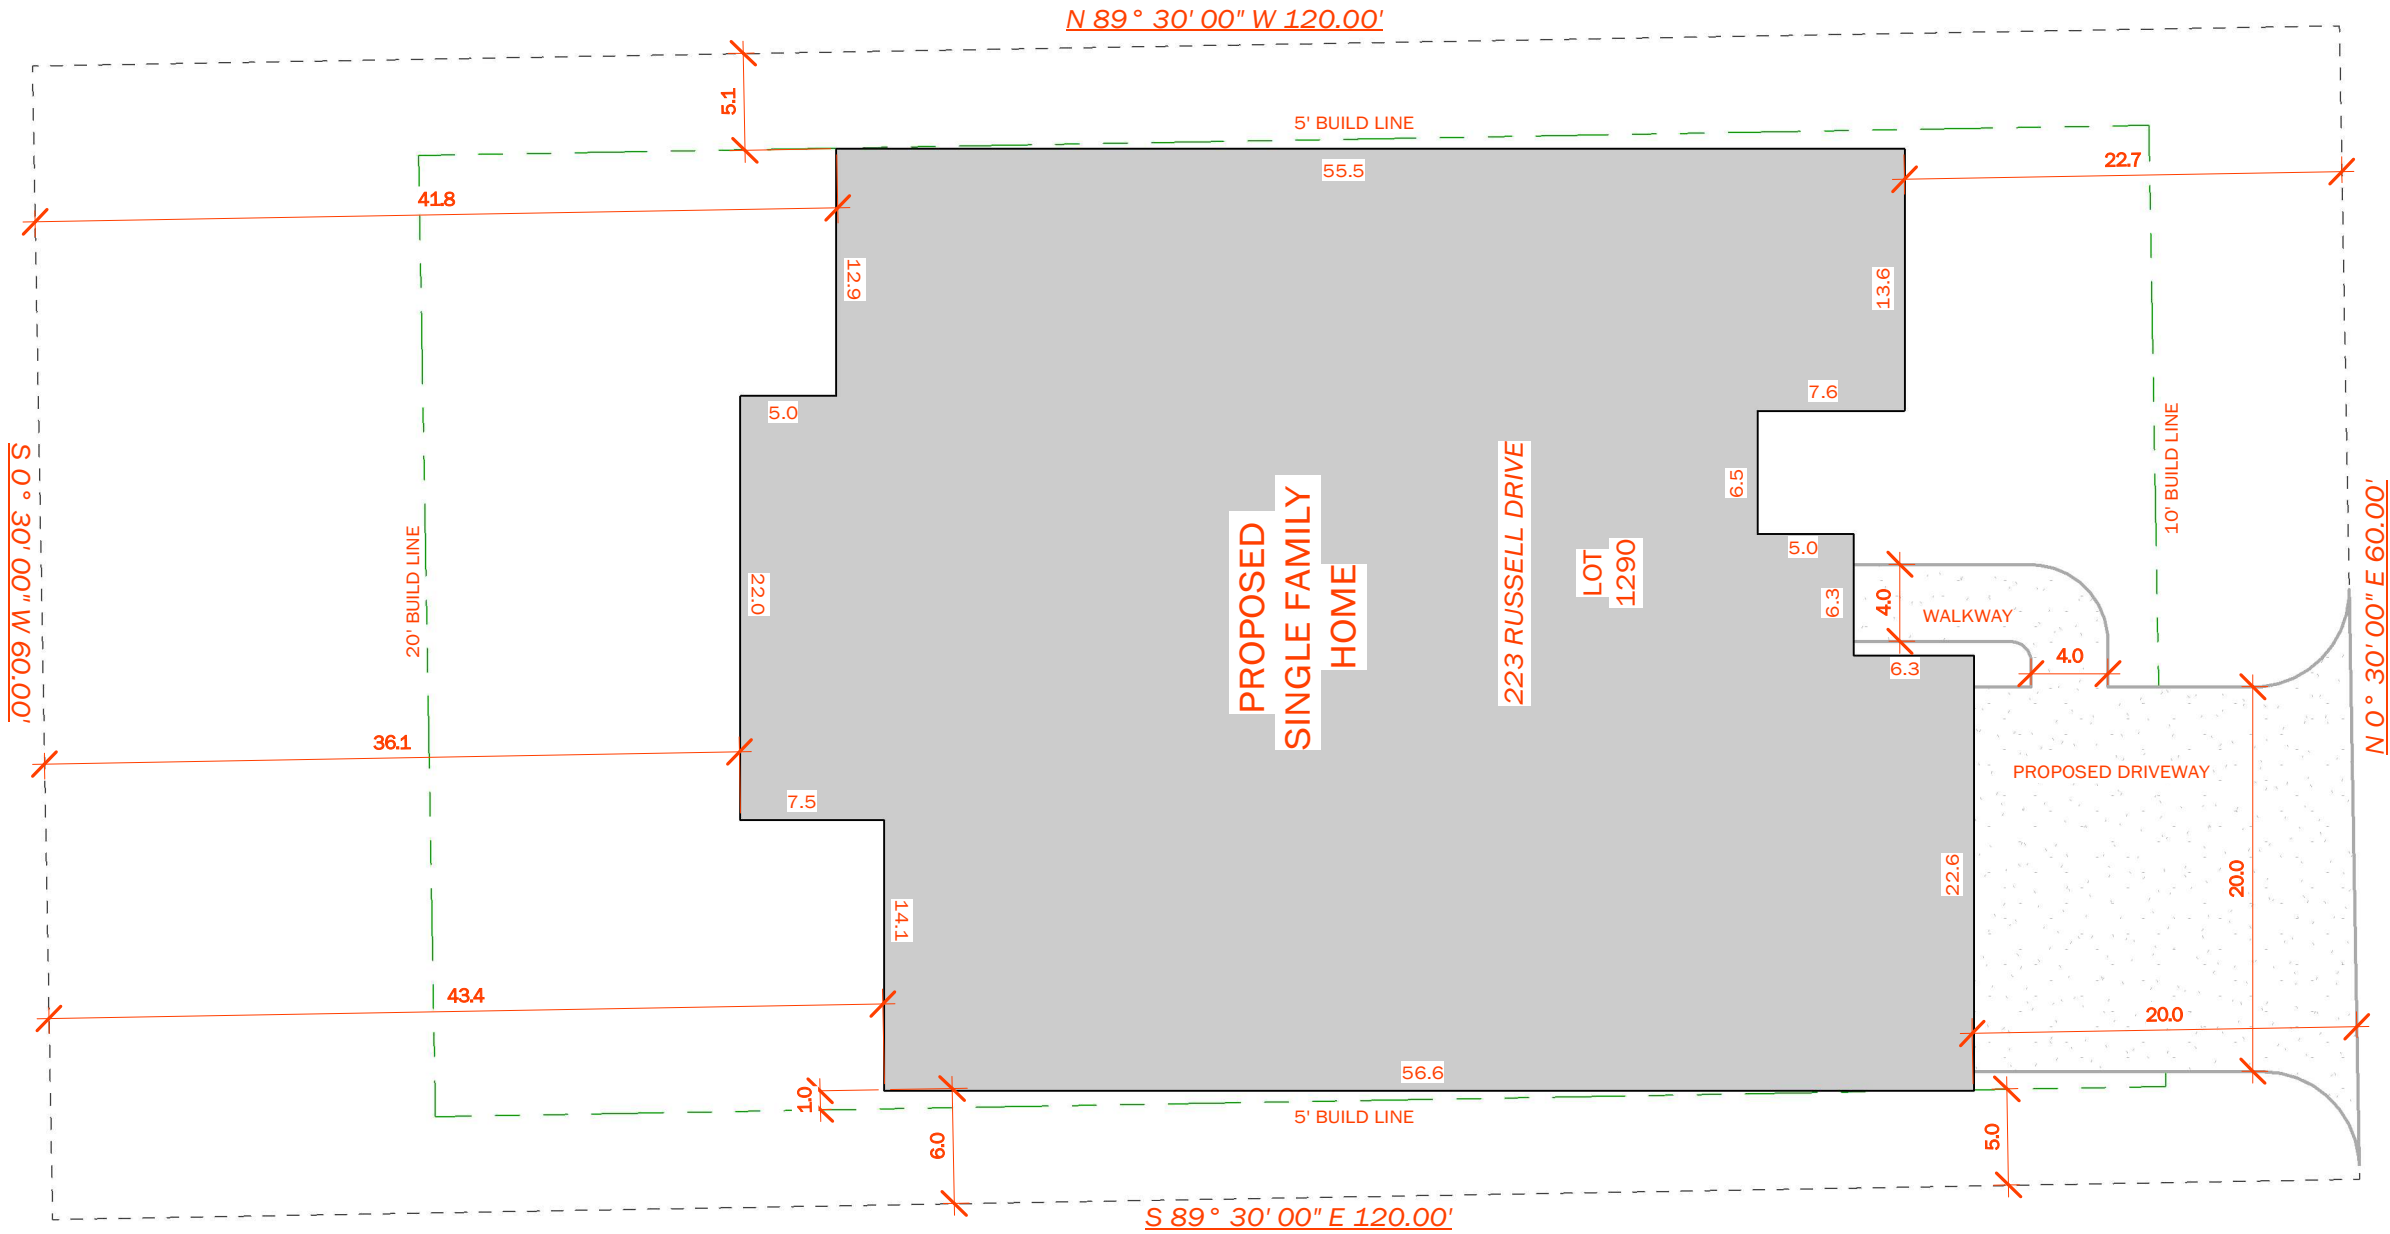 N 89° 30' 00" W 120.00'
5.1
5' BUILD LINE
55.5
22.7
41.8
12.9
13.6
5.0
7.6
S 0° 30' 00" W 60.00'
20' BUILD LINE
22.0
PROPOSED
SINGLE FAMILY
HOME
223 RUSSELL DRIVE
LOT
1290
6.5
5.0
10' BUILD LINE
N 0° 30' 00" E 60.00'
6.3
4.0
WALKWAY
6.3
4.0
36.1
PROPOSED DRIVEWAY
7.5
14.1
22.6
20.0
43.4
20.0
56.6
1.0'
5' BUILD LINE
6.0
5.0
S 89° 30' 00" E 120.00'